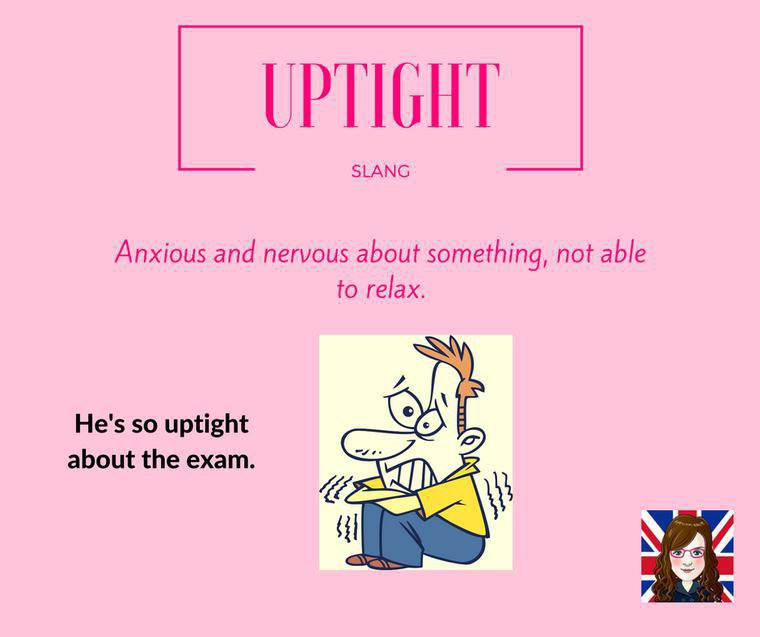 UPTIGHT
SLANG
Anxious and nervous about something, not able
to relax.
He's so uptight
about the exam.